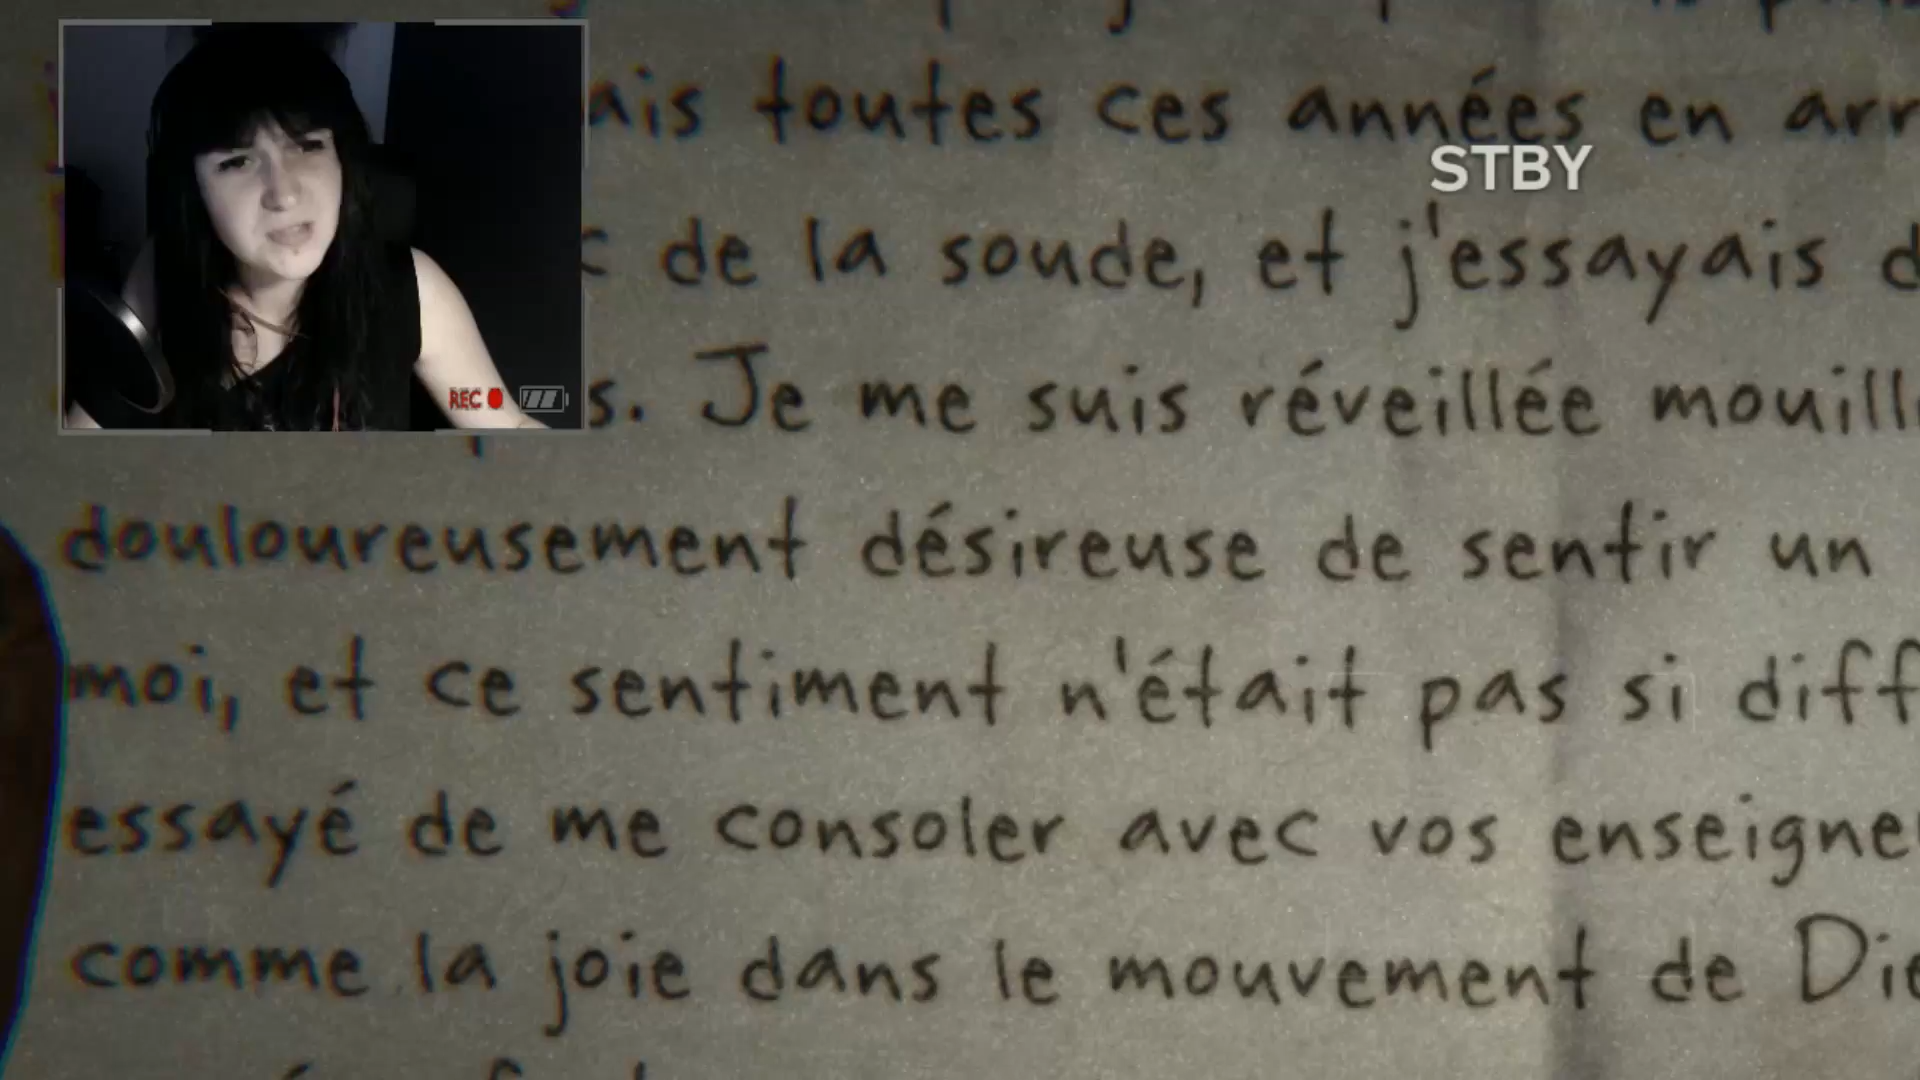 toutes ces années en
STBY
de la soude, et j'essayais
Je me suis réveillée
REC
douloureusement désireuse de sentir un
moi, et ce sentiment n'était pas si
essayé de me consoler avec vos
comme la joie dans le mouvement de